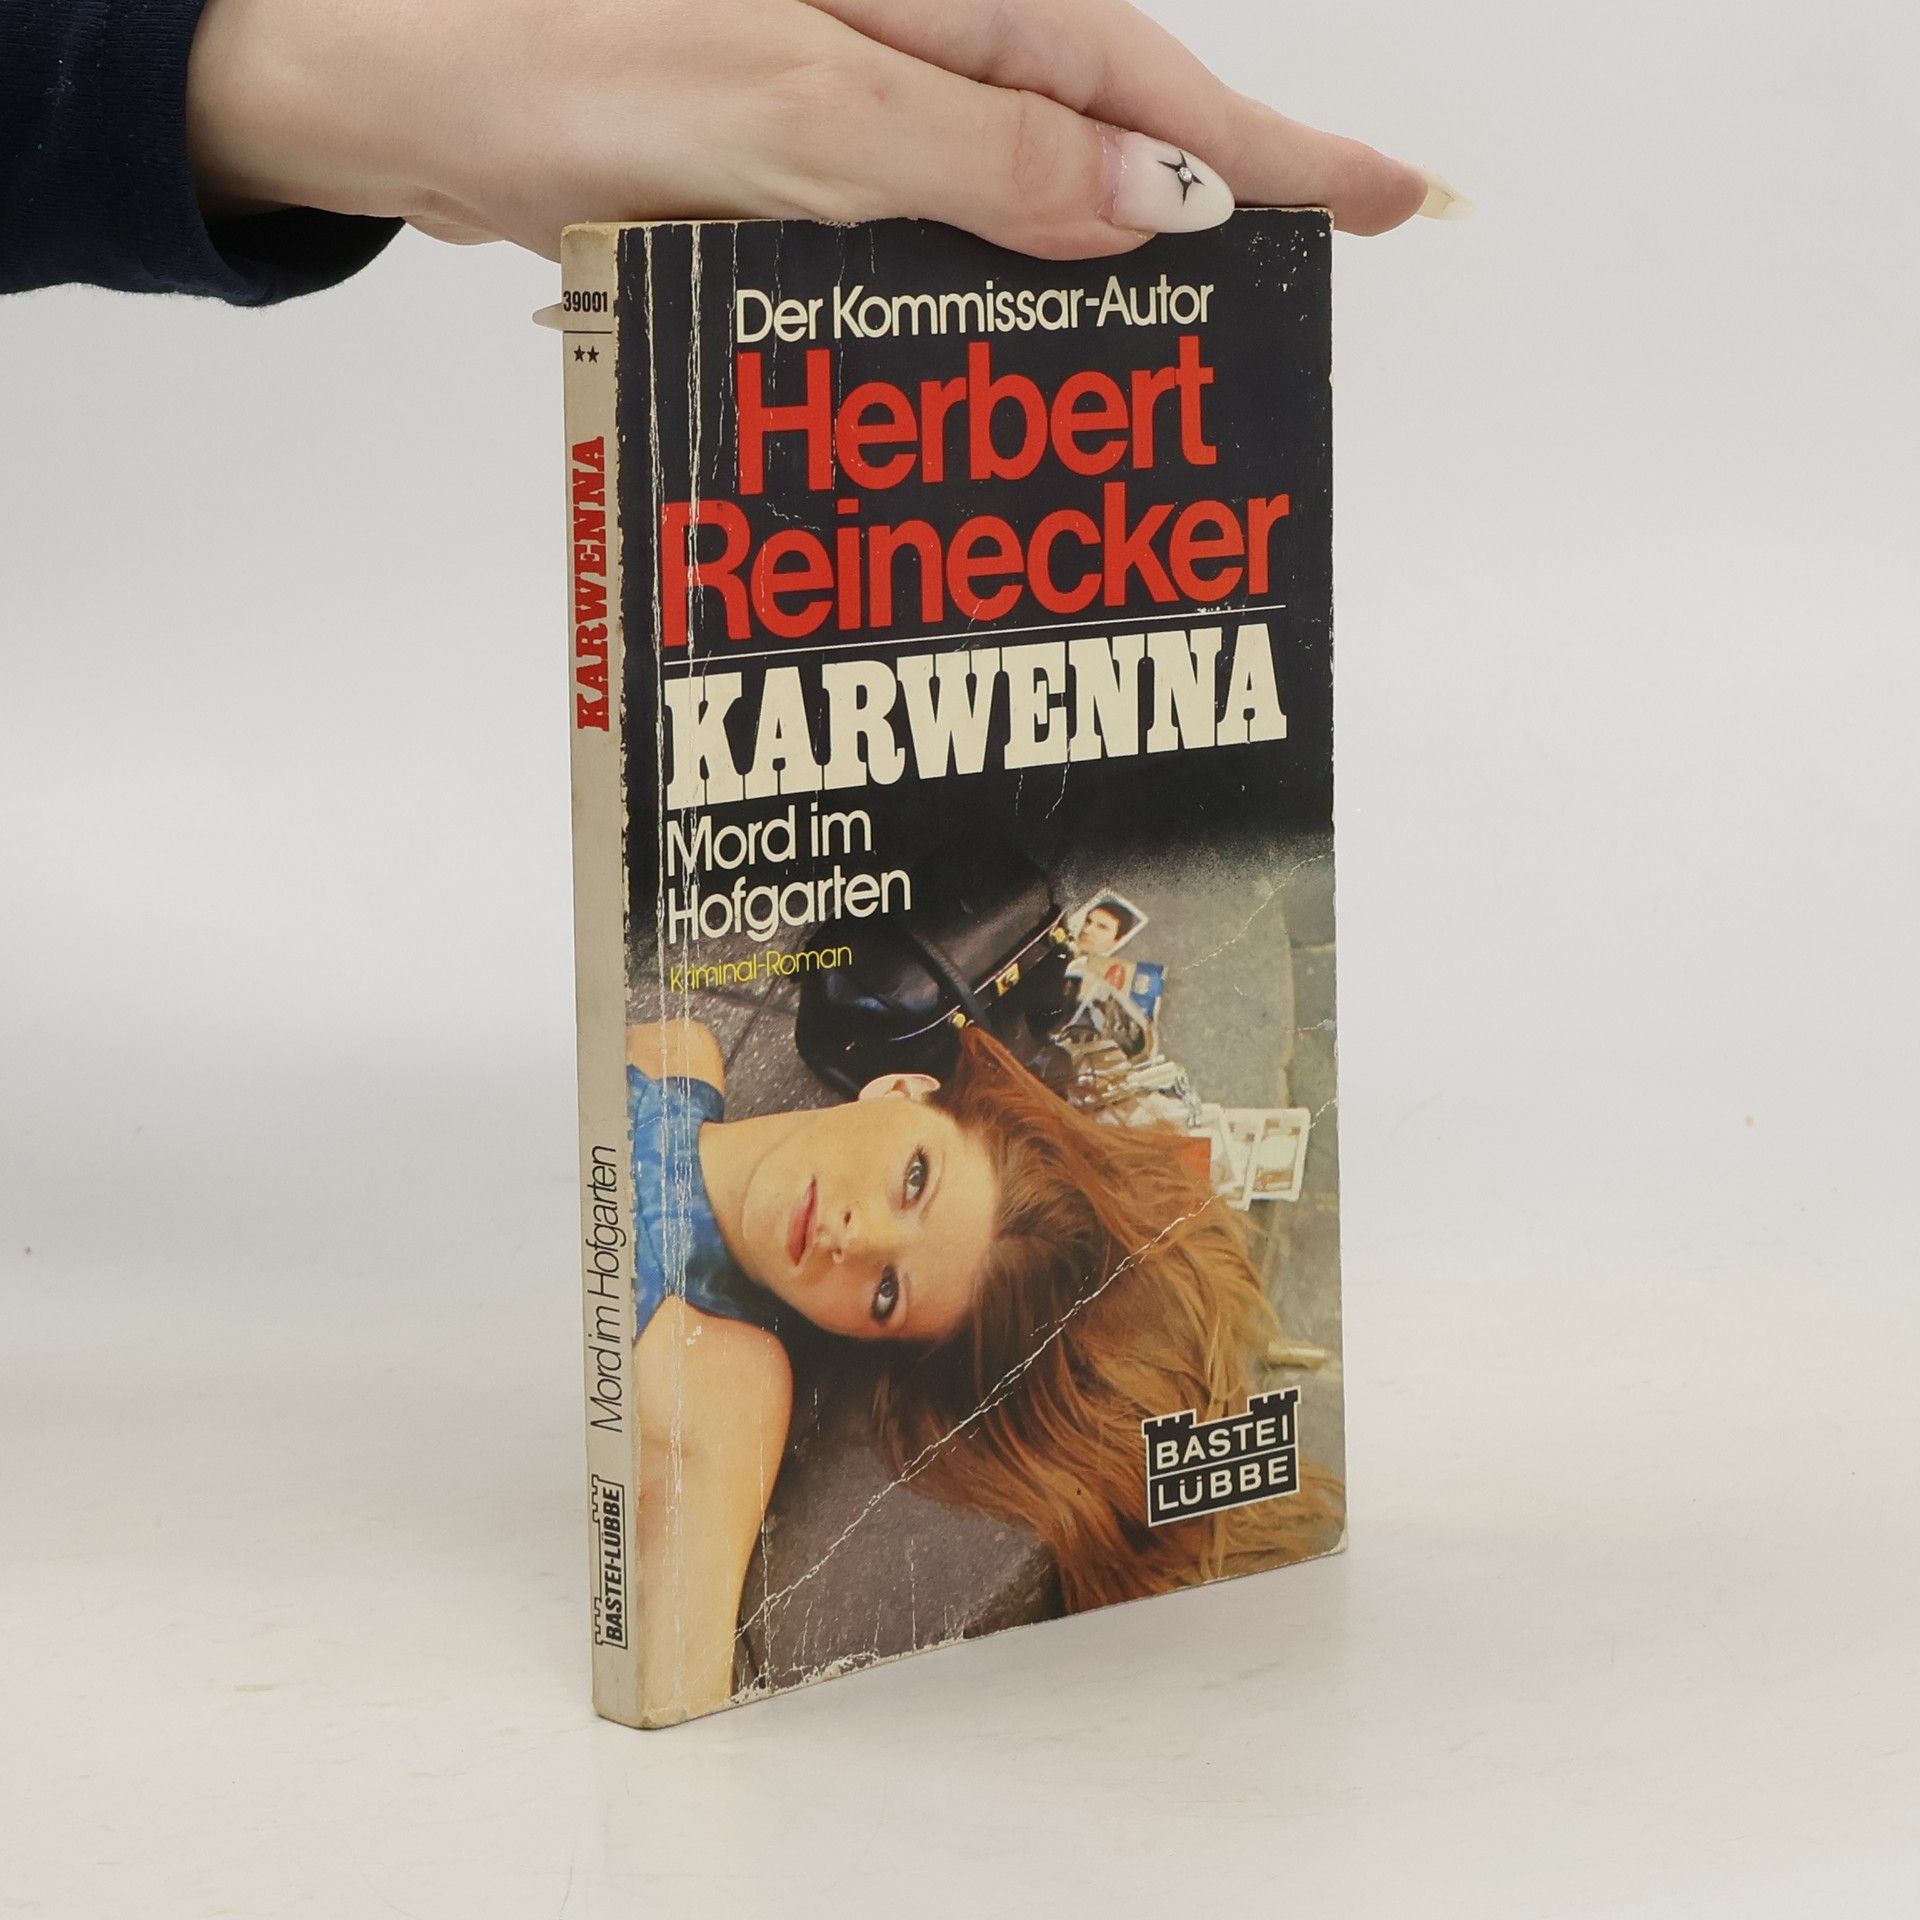 39001
KARWENNA
Mord im Hofgarten
BASTEI-LÜBBE
Der Kommissar-Autor
Herbert
Reinecker
KARWENNA
Mord im
Hofgarten
Kriminal-Roman
BASTEI
LÜBBE